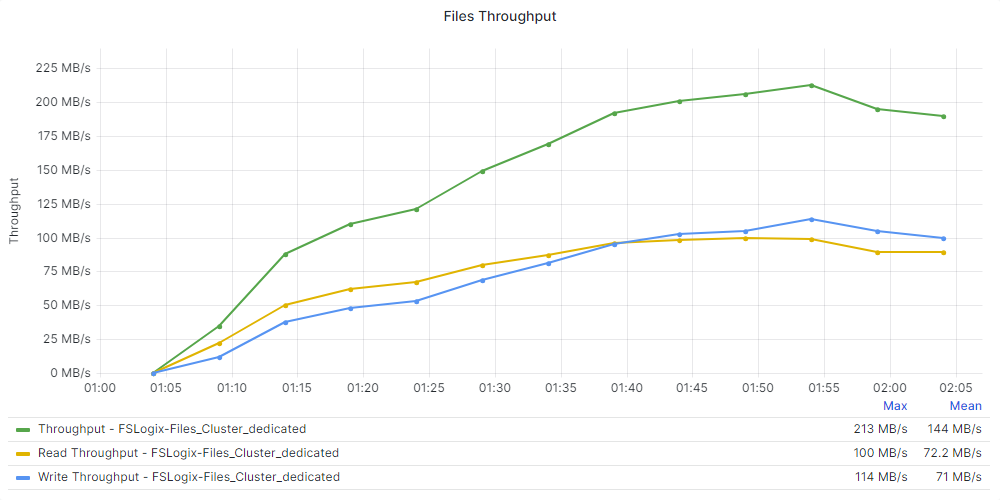 Files Throughput
Throughput
225 MB/s
200 MB/s
175 MB/s
150 MB/s
125 MB/s
100 MB/s
75 MB/s
50 MB/s
25 MB/s
0 MB/s
01:00 01:05 01:10 01:15 01:20 01:25 01:30 01:35 01:40 01:45 01:50 01:55 02:00 02:05
Max Mean
Throughput - FSLogix-Files_Cluster_dedicated 213 MB/s 144 MB/s
Read Throughput - FSLogix-Files_Cluster_dedicated 100 MB/s 72.2 MB/s
Write Throughput - FSLogix-Files_Cluster_dedicated 114 MB/s 71 MB/s